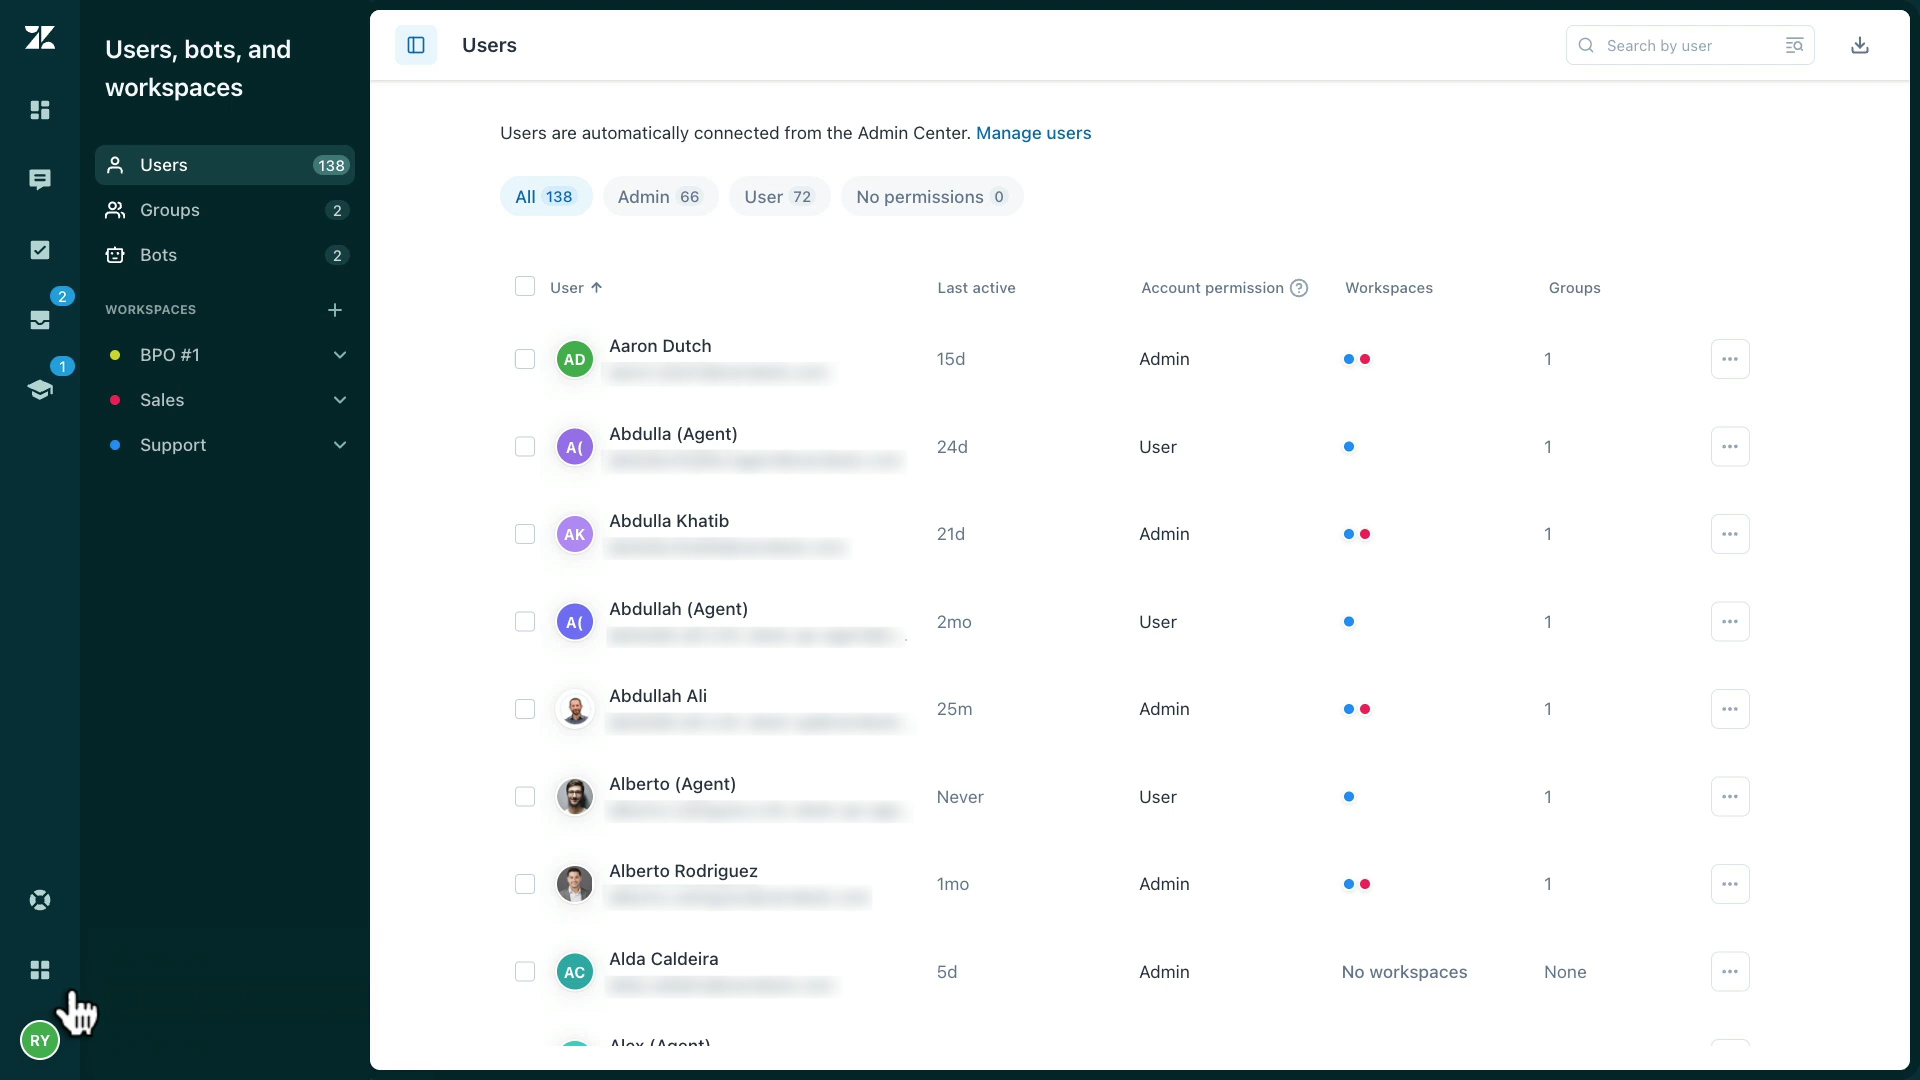 Users, bots, and
workspaces
Users 138
Groups 2
Bots 2
WORKSPACES
BPO #1
Sales
Support
2
1
RY
Users
Search by user
Users are automatically connected from the Admin Center. Manage users
All 138 Admin 66 User 72 No permissions 0
User Last active Account permission ? Workspaces Groups
AD Aaron Dutch 15d Admin 1
A( Abdulla (Agent) 24d User 1
AK Abdulla Khatib 21d Admin 1
A( Abdullah (Agent) 2mo User 1
Abdullah Ali 25m Admin 1
Alberto (Agent) Never User 1
Alberto Rodriguez 1mo Admin 1
AC Alda Caldeira 5d Admin No workspaces None
Alex (Agent)